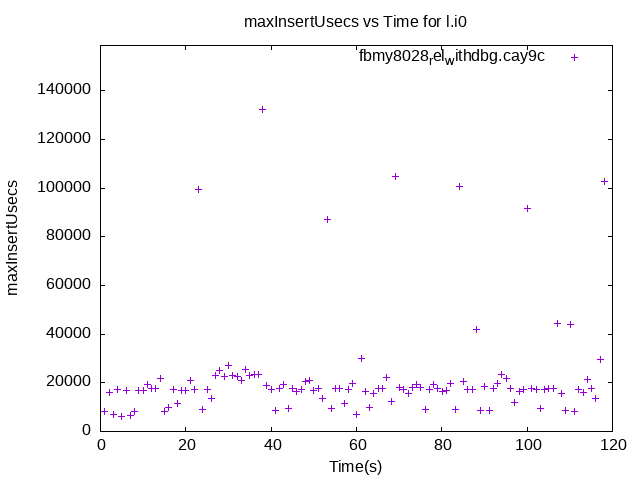 maxInsertUsecs vs Time for l.i0
fbmy8028relwithdbg.cay9c
140000
120000
100000
80000
60000
40000
20000
0
maxInsertUsecs
0 20 40 60 80 100 120
Time(s)